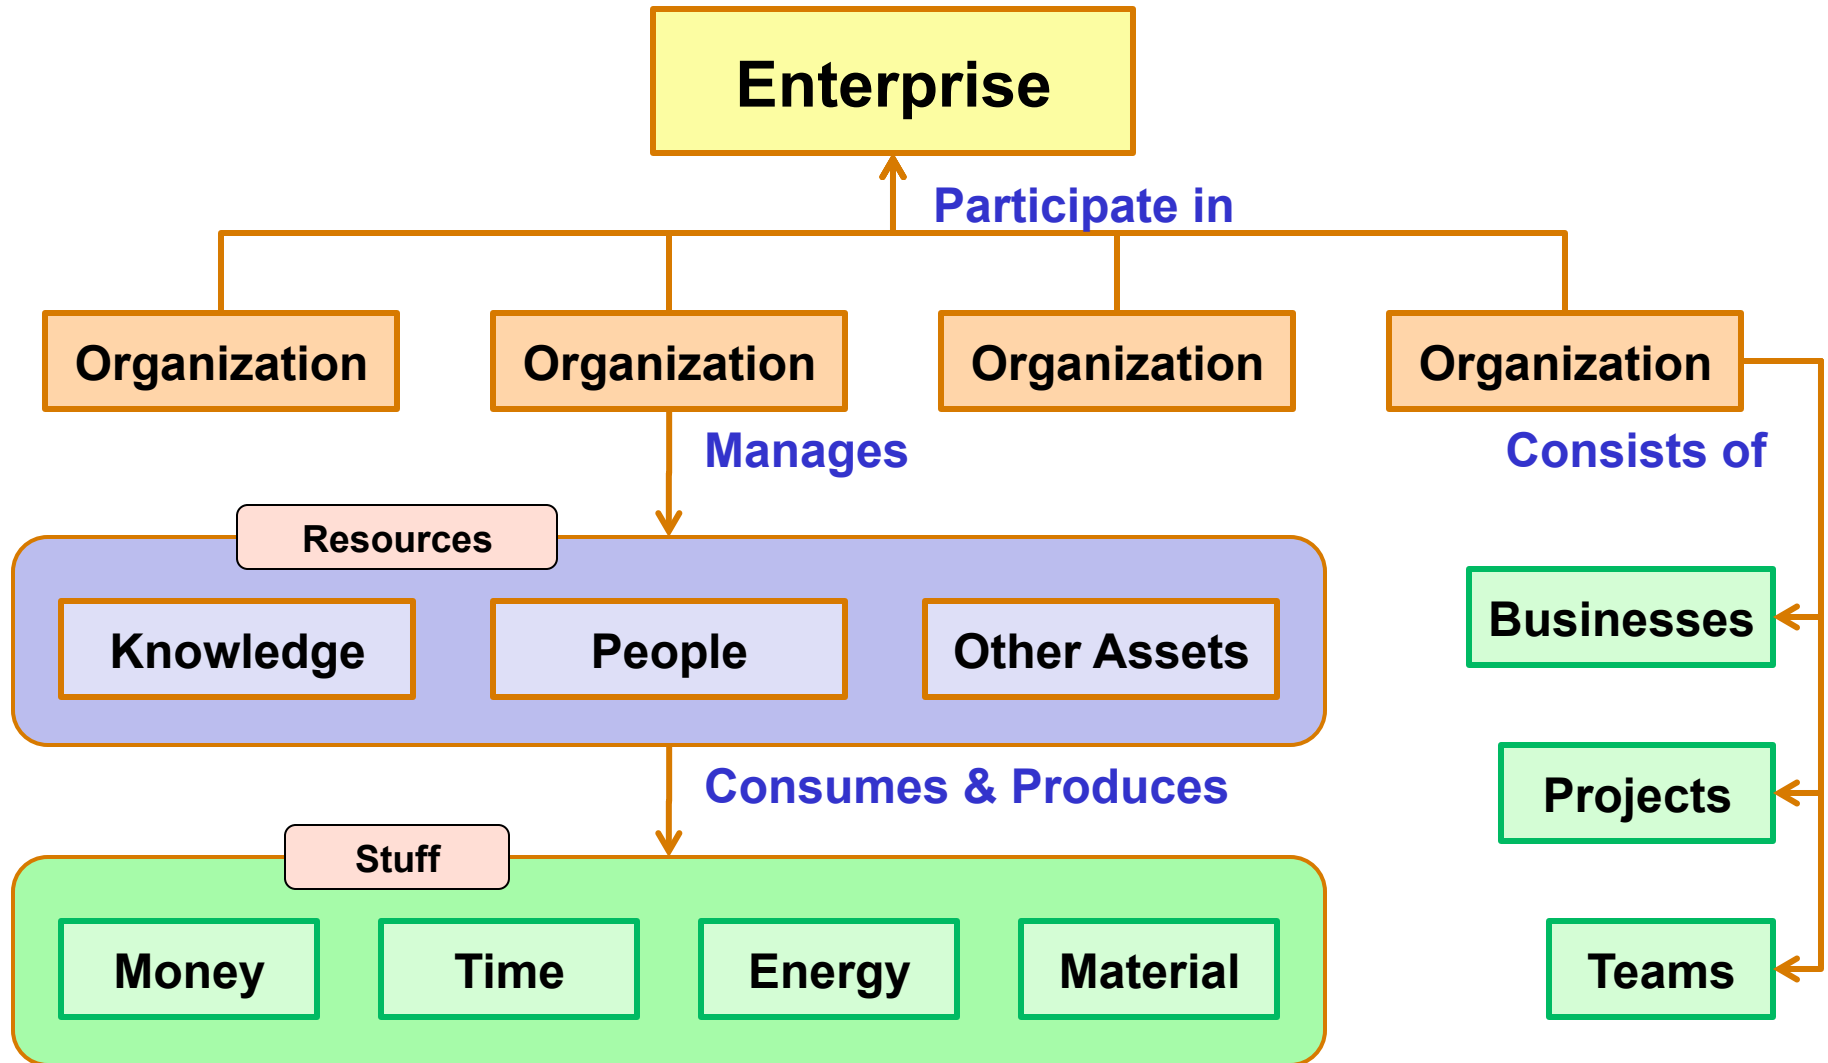 Enterprise
Participate in
Organization
Organization
Organization
Organization
Manages
Consists of
Resources
Knowledge
People
Other Assets
Businesses
Consumes & Produces
Projects
Stuff
Money
Time
Energy
Material
Teams